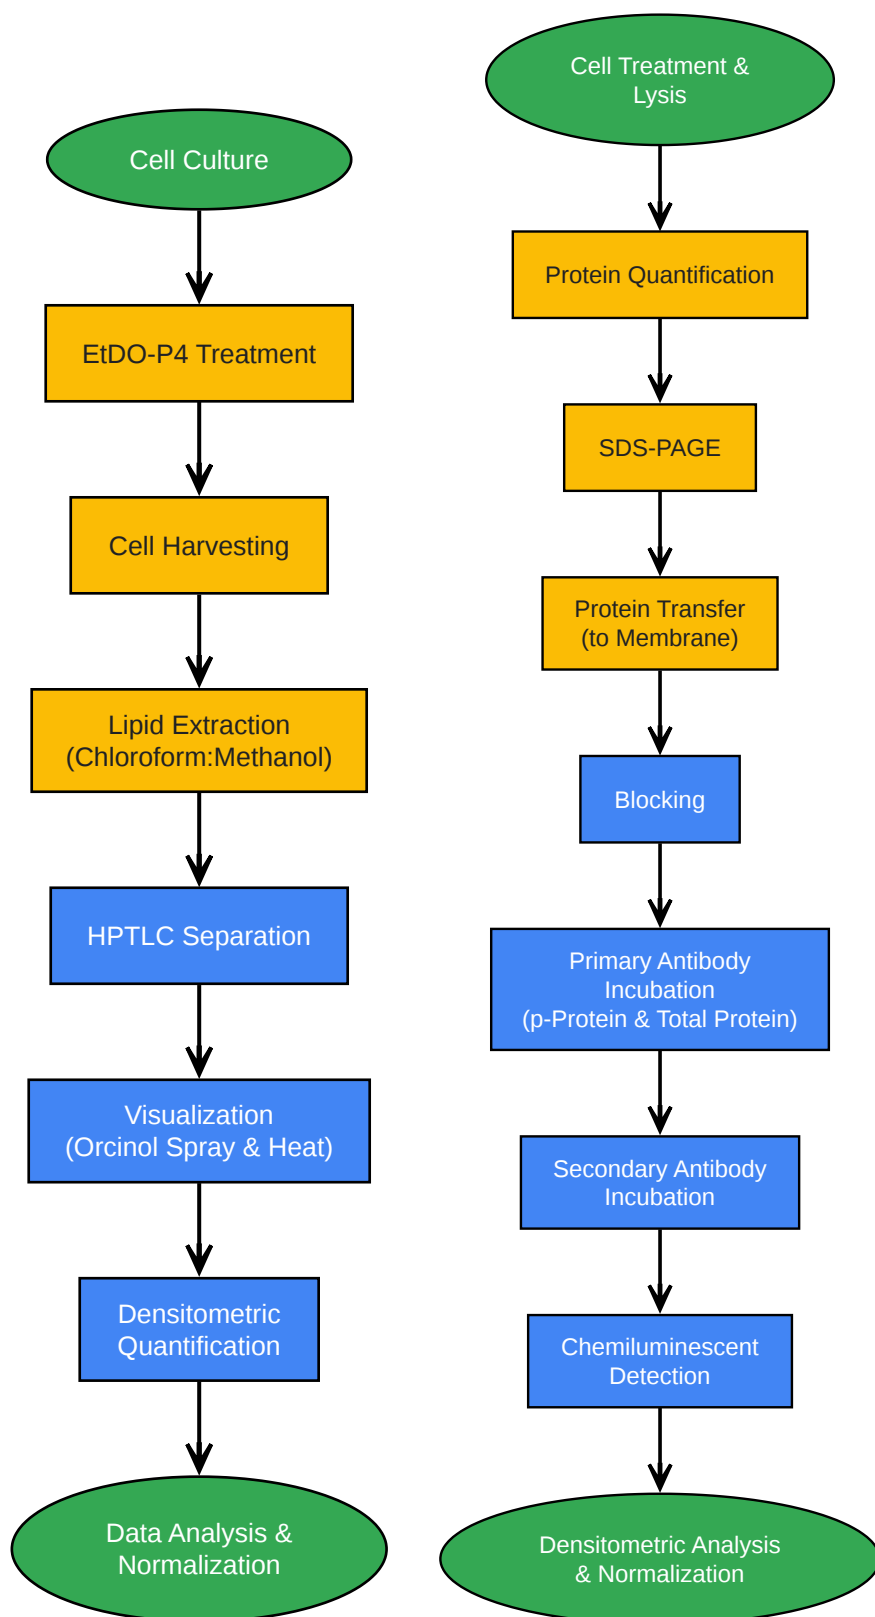 Cell Culture
EtDO-P4 Treatment
Cell Harvesting
Lipid Extraction
(Chloroform:Methanol)
HPTLC Separation
Visualization
(Orcinol Spray & Heat)
Densitometric
Quantification
Data Analysis &
Normalization
Cell Treatment &
Lysis
Protein Quantification
SDS-PAGE
Protein Transfer
(to Membrane)
Blocking
Primary Antibody
Incubation
(p-Protein & Total Protein)
Secondary Antibody
Incubation
Chemiluminescent
Detection
Densitometric Analysis
& Normalization